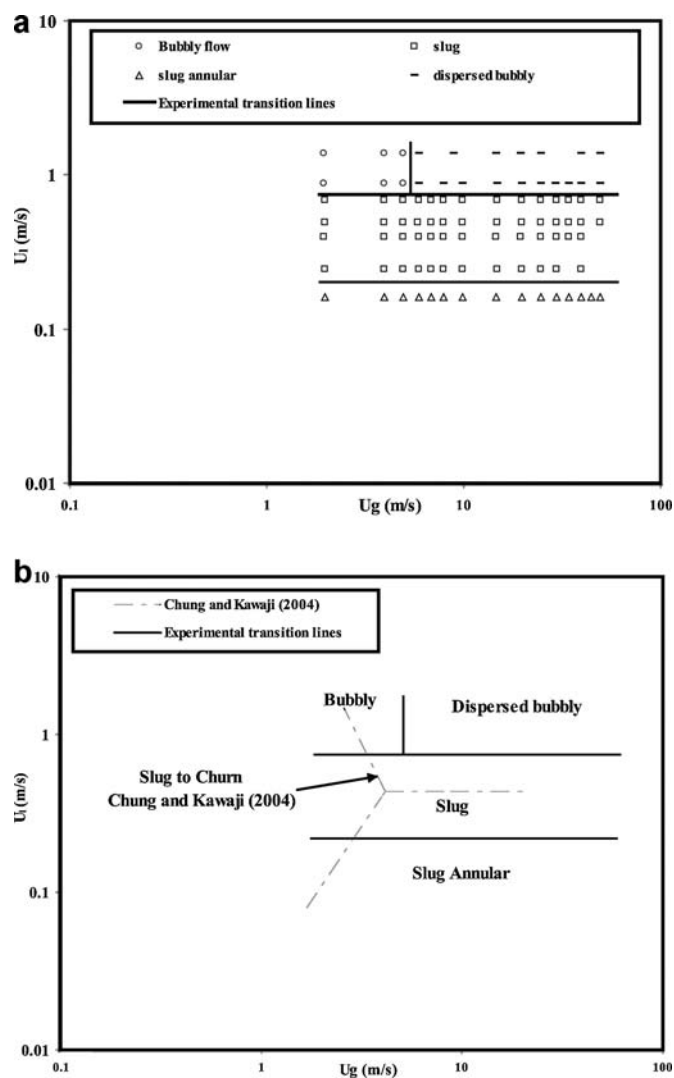 a
Bubbly flow
slug
slug annular
dispersed bubbly
Experimental transition lines
10
1
0.1
0.01
U_l (m/s)
0.1
1
10
100
Ug (m/s)
b
Chung and Kawaji (2004)
Experimental transition lines
10
1
0.1
0.01
U_l (m/s)
Bubbly
Dispersed bubbly
Slug to Churn
Chung and Kawaji (2004)
Slug
Slug Annular
0.1
1
10
100
Ug (m/s)